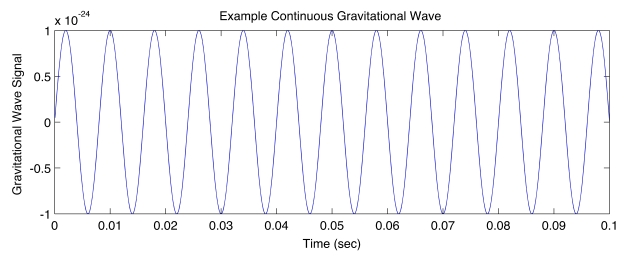 Example Continuous Gravitational Wave
x 10⁻²⁴
1
0.5
0
-0.5
-1
Gravitational Wave Signal
0 0.01 0.02 0.03 0.04 0.05 0.06 0.07 0.08 0.09 0.1
Time (sec)